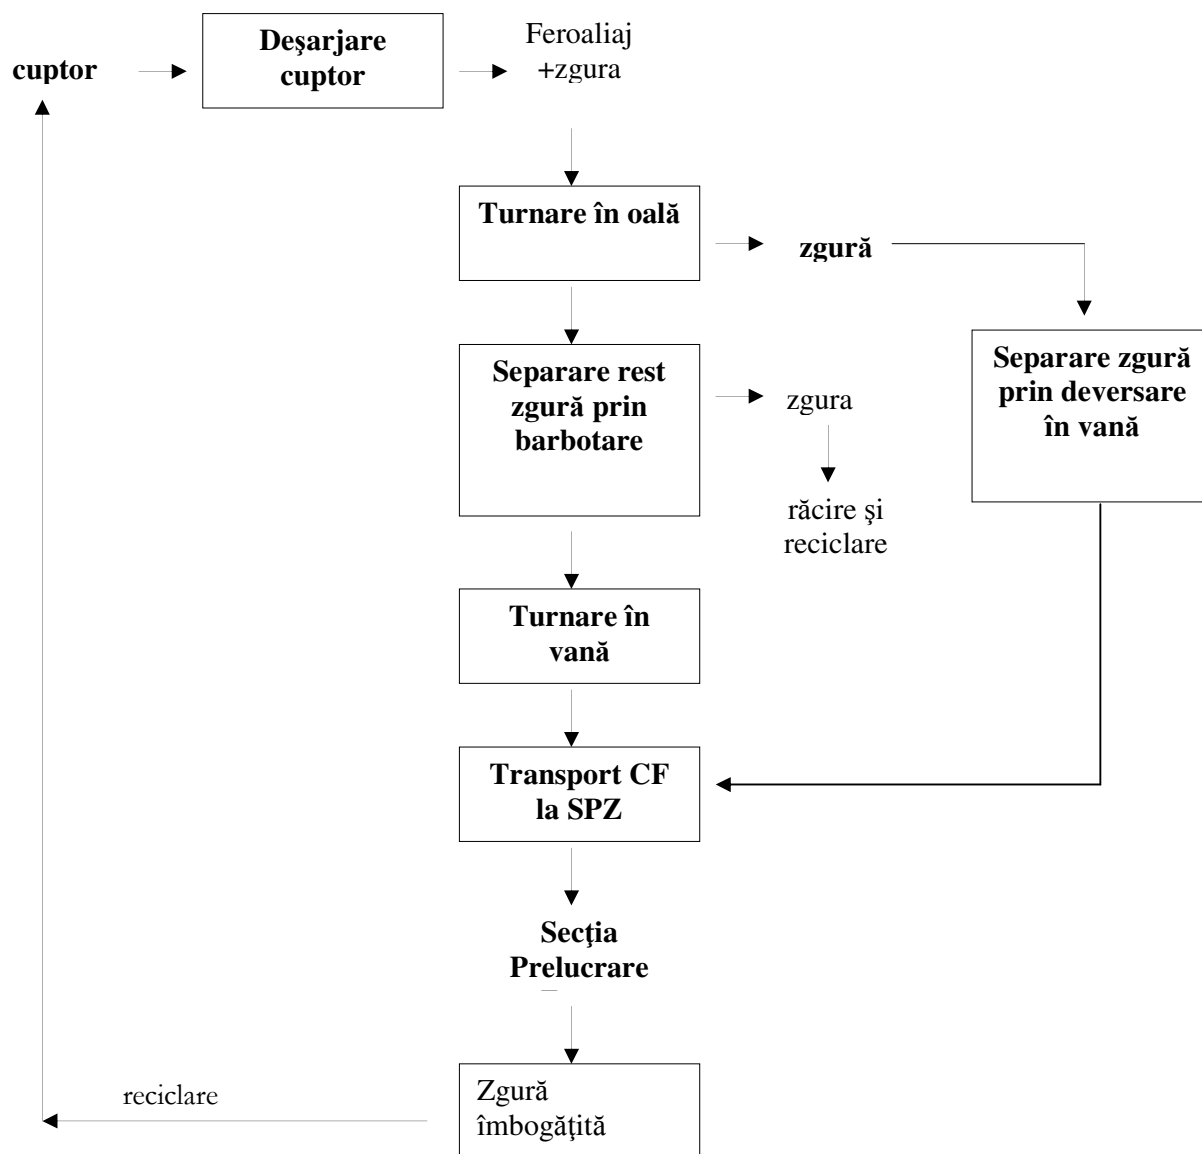 cuptor
Deşarjare
cuptor
Feroaliaj
+zgura
Turnare în oală
zgură
Separare rest
zgură prin
barbotare
zgura
răcire şi
reciclare
Separare zgură
prin deversare
în vană
Turnare în
vană
Transport CF
la SPZ
Secţia
Prelucrare
Zgură
îmbogăţită
reciclare